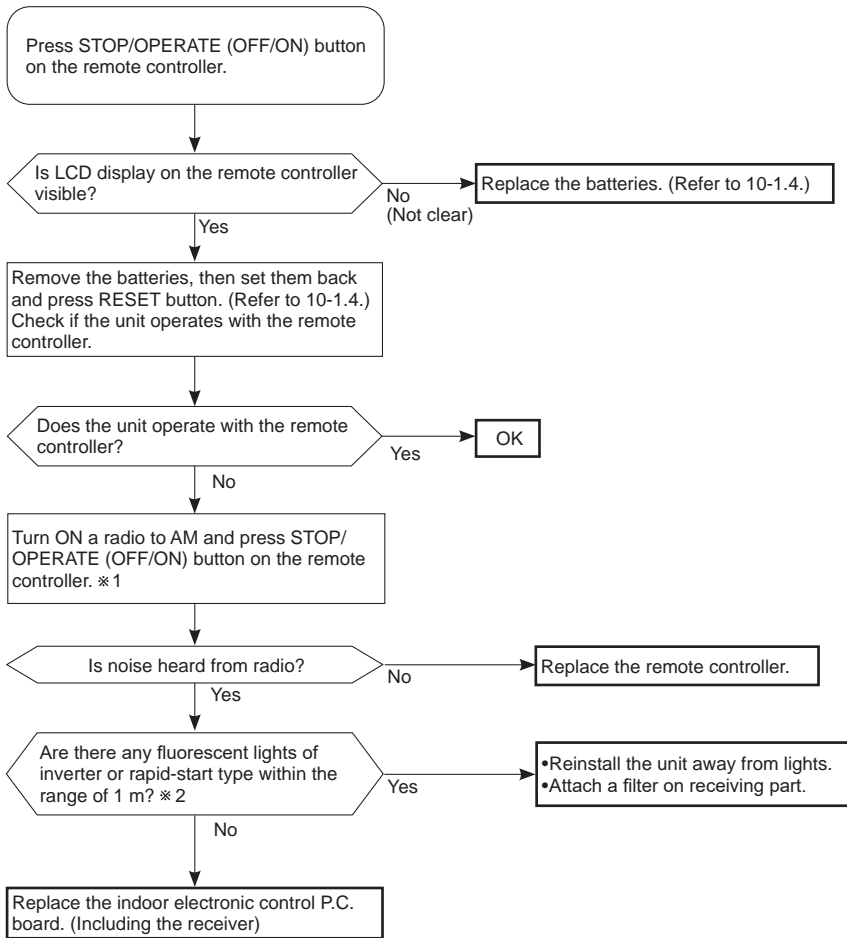 Press STOP/OPERATE (OFF/ON) button
on the remote controller.
Is LCD display on the remote controller
visible?
No
(Not clear)
Replace the batteries. (Refer to 10-1.4.)
Yes
Remove the batteries, then set them back
and press RESET button. (Refer to 10-1.4.)
Check if the unit operates with the remote
controller.
Does the unit operate with the remote
controller?
Yes
OK
No
Turn ON a radio to AM and press STOP/
OPERATE (OFF/ON) button on the remote
controller. ※1
Is noise heard from radio?
No
Replace the remote controller.
Yes
Are there any fluorescent lights of
inverter or rapid-start type within the
range of 1 m? ※2
Yes
•Reinstall the unit away from lights.
•Attach a filter on receiving part.
No
Replace the indoor electronic control P.C.
board. (Including the receiver)